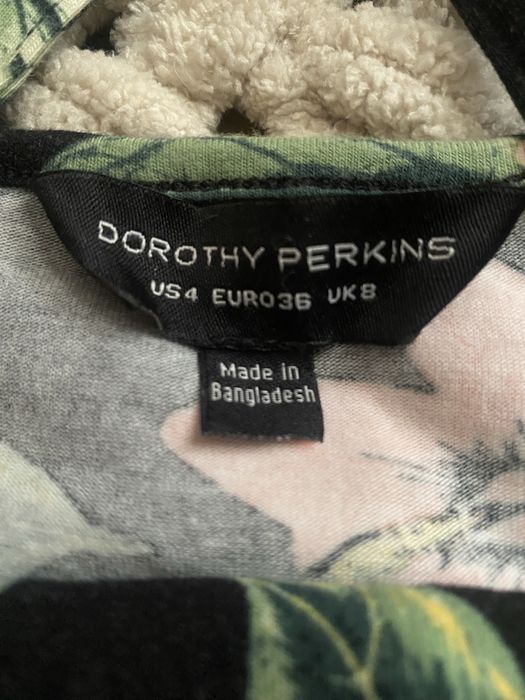 DOROTHY PERKINS
US4 EURO36 UK8
Made in
Bangladesh